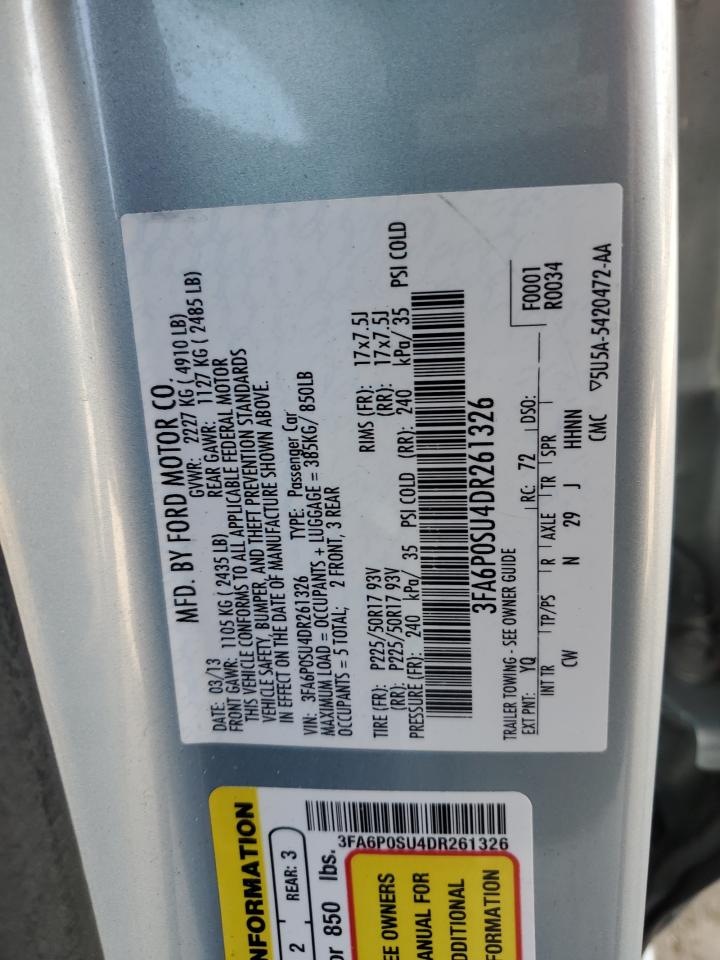 MFD. BY FORD MOTOR CO.
DATE: 03/13 GVWR: 2227 KG ( 4910 LB)
FRONT GAWR: 1105 KG ( 2435 LB) REAR GAWR: 1127 KG ( 2485 LB)
THIS VEHICLE CONFORMS TO ALL APPLICABLE FEDERAL MOTOR
VEHICLE SAFETY, BUMPER, AND THEFT PREVENTION STANDARDS
IN EFFECT ON THE DATE OF MANUFACTURE SHOWN ABOVE.
VIN: 3FA6P0SU4DR261326 TYPE: Passenger Car
MAXIMUM LOAD = OCCUPANTS + LUGGAGE = 385KG/ 850LB
OCCUPANTS = 5 TOTAL; 2 FRONT, 3 REAR
TIRE (FR): P225/50R17 93V RIMS (FR): 17x7.5J
(RR): P225/50R17 93V (RR): 17x7.5J
PRESSURE (FR): 240 kPa/ 35 PSI COLD (RR): 240 kPa/ 35 PSI COLD
3FA6P0SU4DR261326
TRAILER TOWING - SEE OWNER GUIDE
F0001
R0034
EXT PNT: YQ RC: 72 DSO:
INT TR TP/PS R AXLE TR SPR
CW N 29 J HHNN
CMC ▽5U5A-5420472-AA
3FA6P0SU4DR261326
NFORMATION
2 REAR: 3
or 850 lbs.
EE OWNERS
ANUAL FOR
DDITIONAL
FORMATION